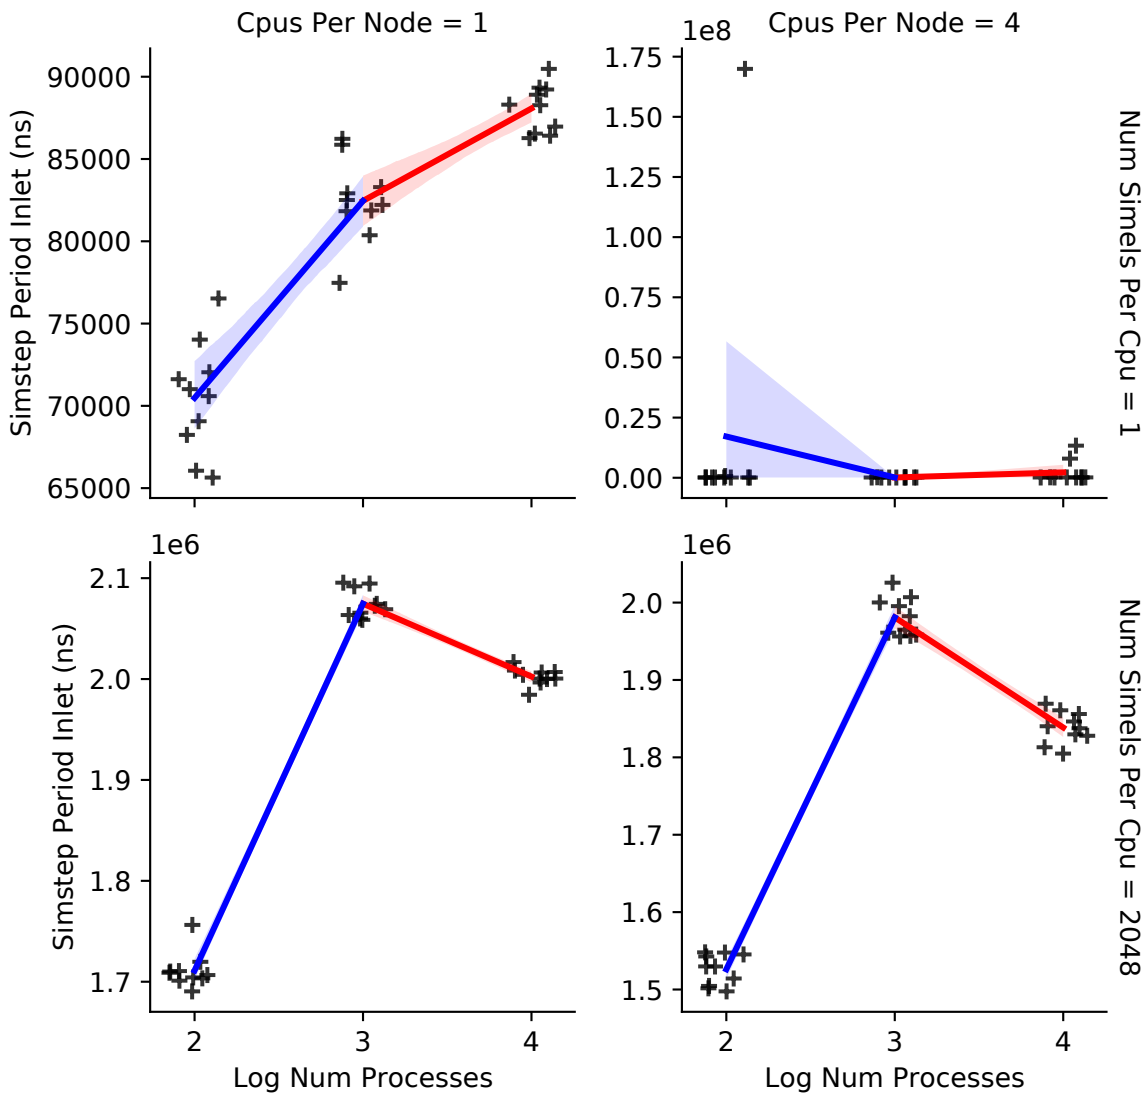 Cpus Per Node = 1
Cpus Per Node = 4
1e8
Simstep Period Inlet (ns)
90000
85000
80000
75000
70000
65000
1.75
1.50
1.25
1.00
0.75
0.50
0.25
0.00
Num Simels Per Cpu = 1
1e6
Simstep Period Inlet (ns)
2.1
2.0
1.9
1.8
1.7
2
3
4
Log Num Processes
1e6
2.0
1.9
1.8
1.7
1.6
1.5
2
3
4
Log Num Processes
Num Simels Per Cpu = 2048